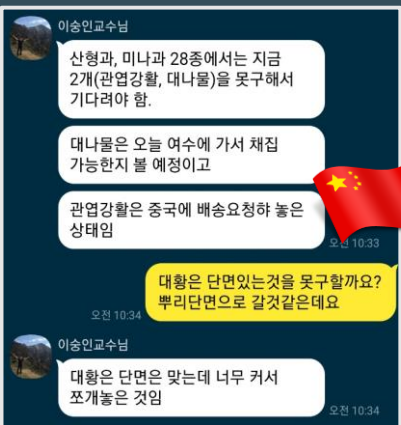 이숭인교수님
산형과, 미나과 28종에서는 지금
2개(관엽강활, 대나물)을 못구해서
기다려야 함.
대나물은 오늘 여수에 가서 채집
가능한지 볼 예정이고
관엽강활은 중국에 배송요청햐 놓은
상태임
오전 10:33
대황은 단면있는것을 못구할까요?
뿌리단면으로 갈것같은데요
오전 10:34
이숭인교수님
대황은 단면은 맞는데 너무 커서
쪼개놓은 것임
오전 10:34